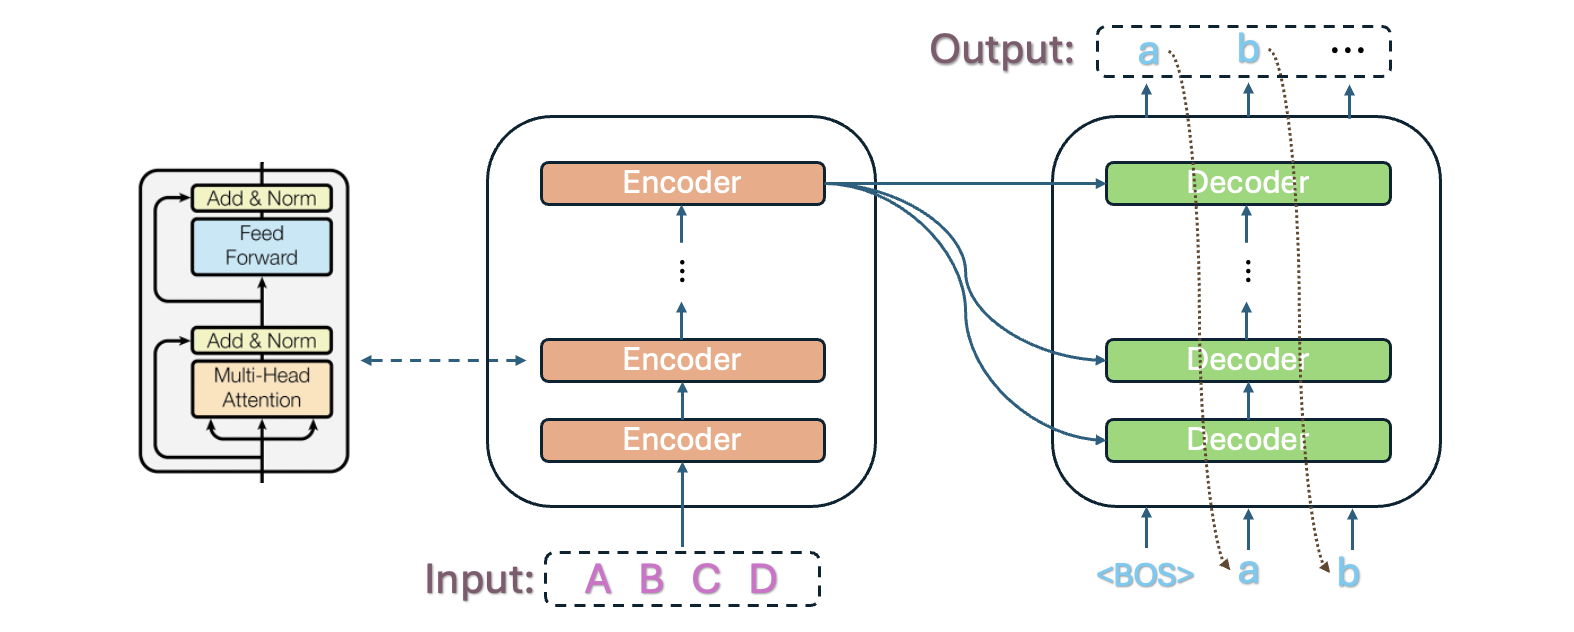 Output: a b ...
Add & Norm
Feed
Forward
Add & Norm
Multi-Head
Attention
Encoder
⋮
Encoder
Encoder
Input: A B C D
Decoder
⋮
Decoder
Decoder
<BOS> a b